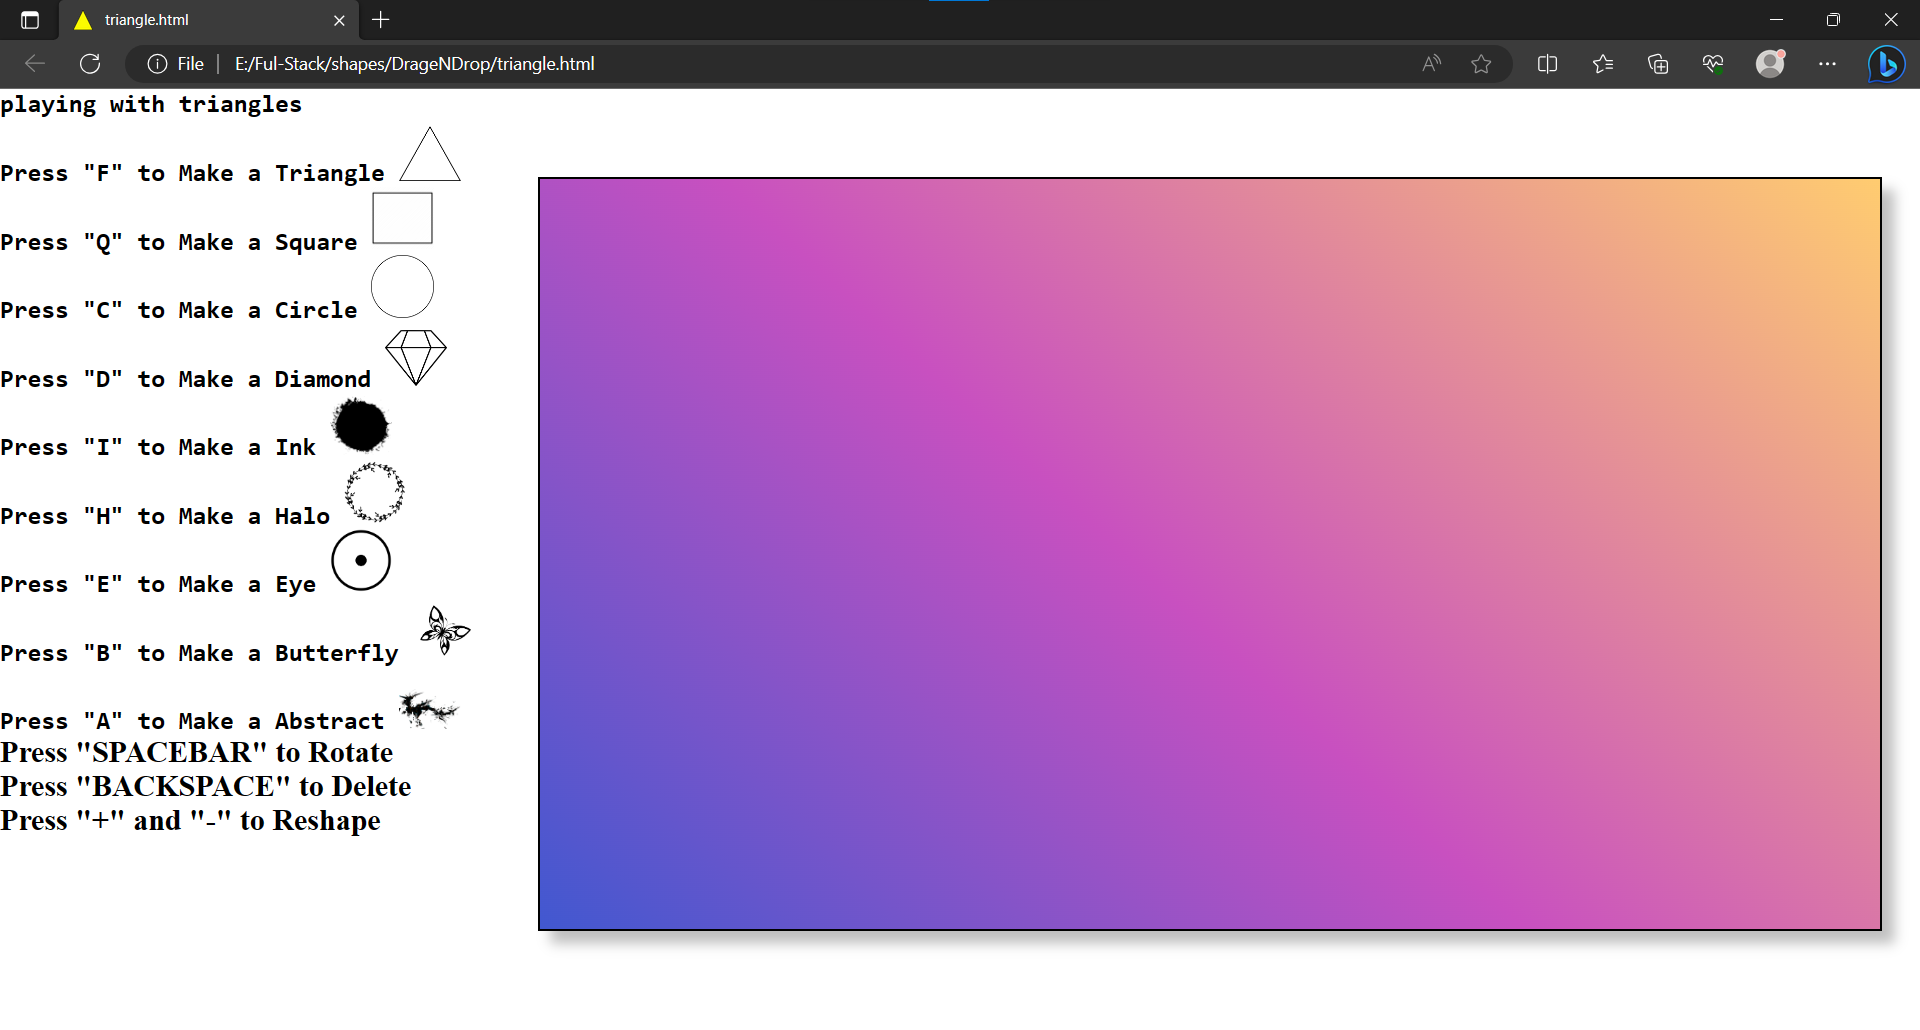 triangle.html
File
E:/Ful-Stack/shapes/DrageNDrop/triangle.html
playing with triangles
Press "F" to Make a Triangle
Press "Q" to Make a Square
Press "C" to Make a Circle
Press "D" to Make a Diamond
Press "I" to Make a Ink
Press "H" to Make a Halo
Press "E" to Make a Eye
Press "B" to Make a Butterfly
Press "A" to Make a Abstract
Press "SPACEBAR" to Rotate
Press "BACKSPACE" to Delete
Press "+" and "-" to Reshape